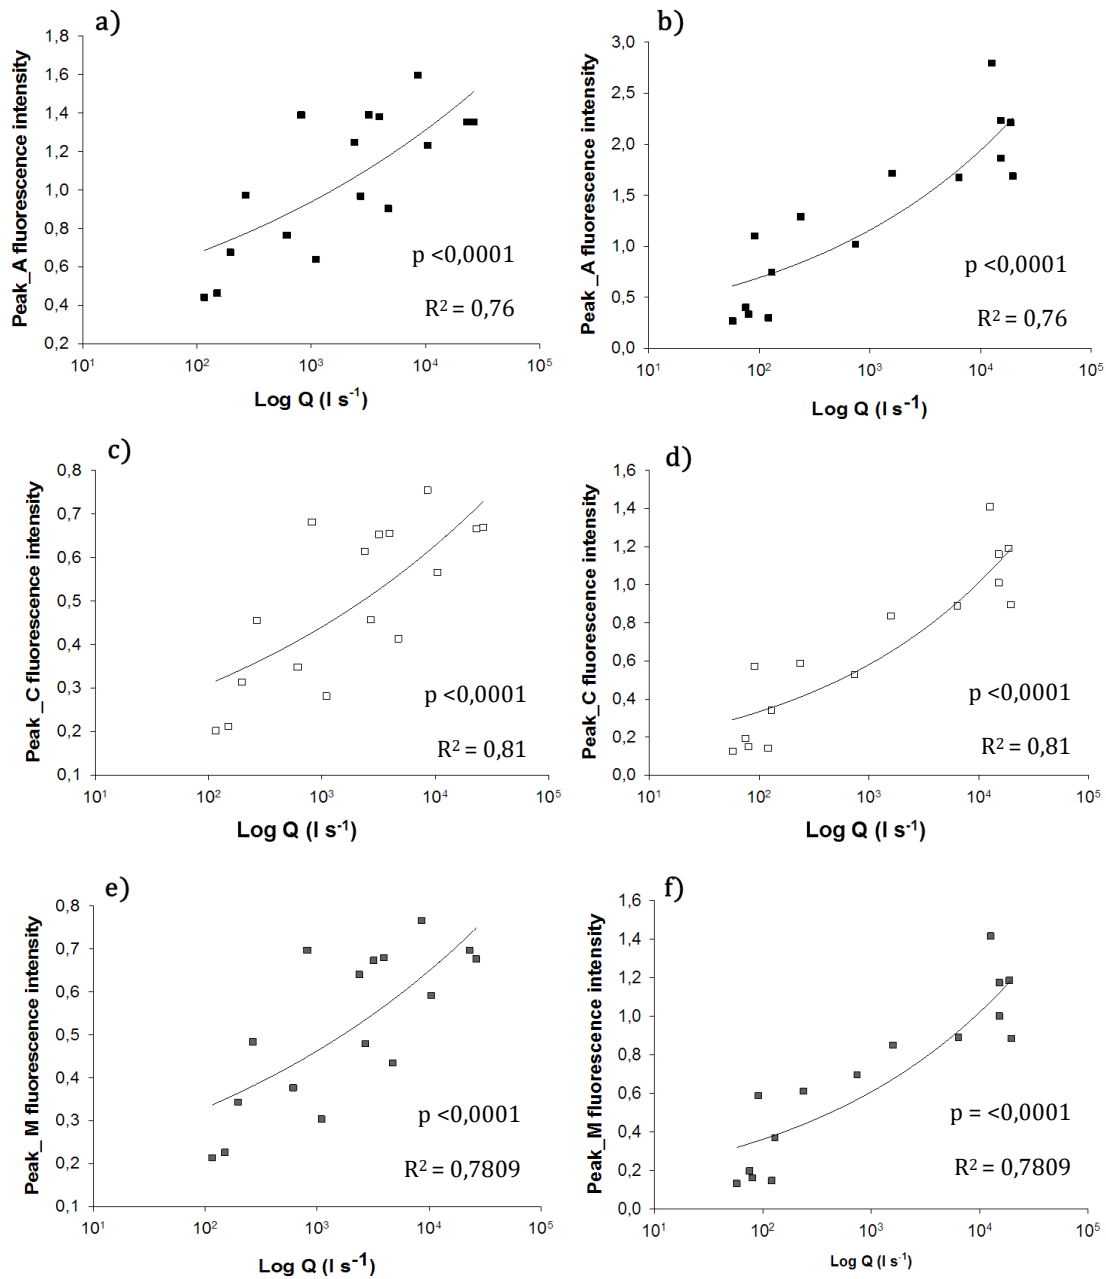 a)
Peak_A fluorescence intensity
1,8
1,6
1,4
1,2
1,0
0,8
0,6
0,4
0,2
p <0,0001
R² = 0,76
10¹ 10² 10³ 10⁴ 10⁵
Log Q (l s⁻¹)
b)
Peak _A fluorescence intensity
3,0
2,5
2,0
1,5
1,0
0,5
0,0
p <0,0001
R² = 0,76
10¹ 10² 10³ 10⁴ 10⁵
Log Q (l s⁻¹)
c)
Peak _C fluorescence intensity
0,8
0,7
0,6
0,5
0,4
0,3
0,2
0,1
p <0,0001
R² = 0,81
10¹ 10² 10³ 10⁴ 10⁵
Log Q (l s⁻¹)
d)
Peak_C fluorescence intensity
1,6
1,4
1,2
1,0
0,8
0,6
0,4
0,2
0,0
p <0,0001
R² = 0,81
10¹ 10² 10³ 10⁴ 10⁵
Log Q (l s⁻¹)
e)
Peak_ M fluorescence intensity
0,8
0,7
0,6
0,5
0,4
0,3
0,2
0,1
p <0,0001
R² = 0,7809
10¹ 10² 10³ 10⁴ 10⁵
Log Q (l s⁻¹)
f)
Peak_M fluorescence intensity
1,6
1,4
1,2
1,0
0,8
0,6
0,4
0,2
0,0
p = <0,0001
R² = 0,7809
10¹ 10² 10³ 10⁴ 10⁵
Log Q (l s⁻¹)